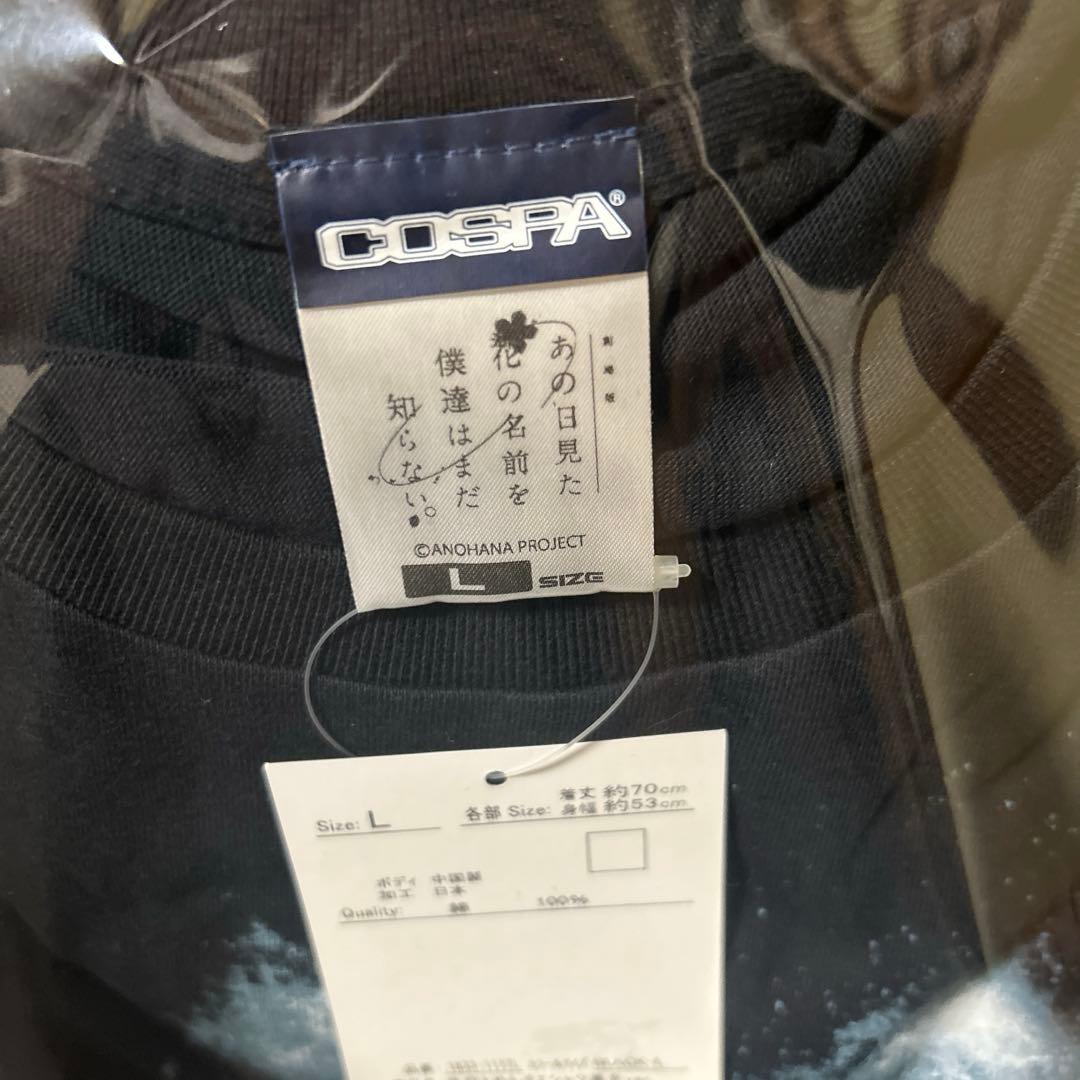 COSPA®
劇場版
あの日見た
花の名前を
僕達はまだ
知らない。
©ANOHANA PROJECT
L SIZE
Size: L
各部 Size: 着丈 約70cm
身幅 約53cm
ボディ 中国製
加工 日本
Quality: 綿 100%